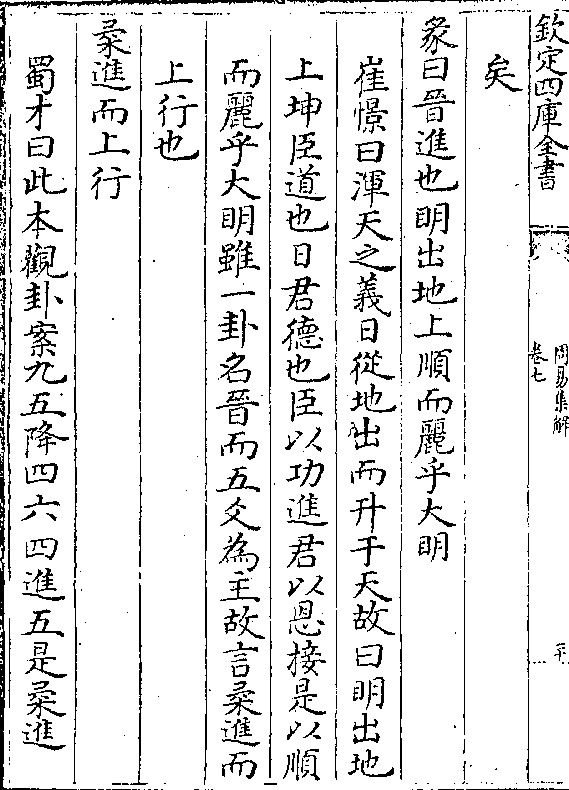 欽定四庫全書
周易集解
卷七
矣
彖曰晉進也明出地上順而麗乎大明
崔憬曰渾天之義日從地出而升于天故曰明出地
上坤臣道也日君德也臣以功進君以恩接是以順
而麗乎大明雖一卦名晉而五爻為主故言柔進而
上行也
柔進而上行
蜀才曰此本觀卦案九五降四六四進五是柔進